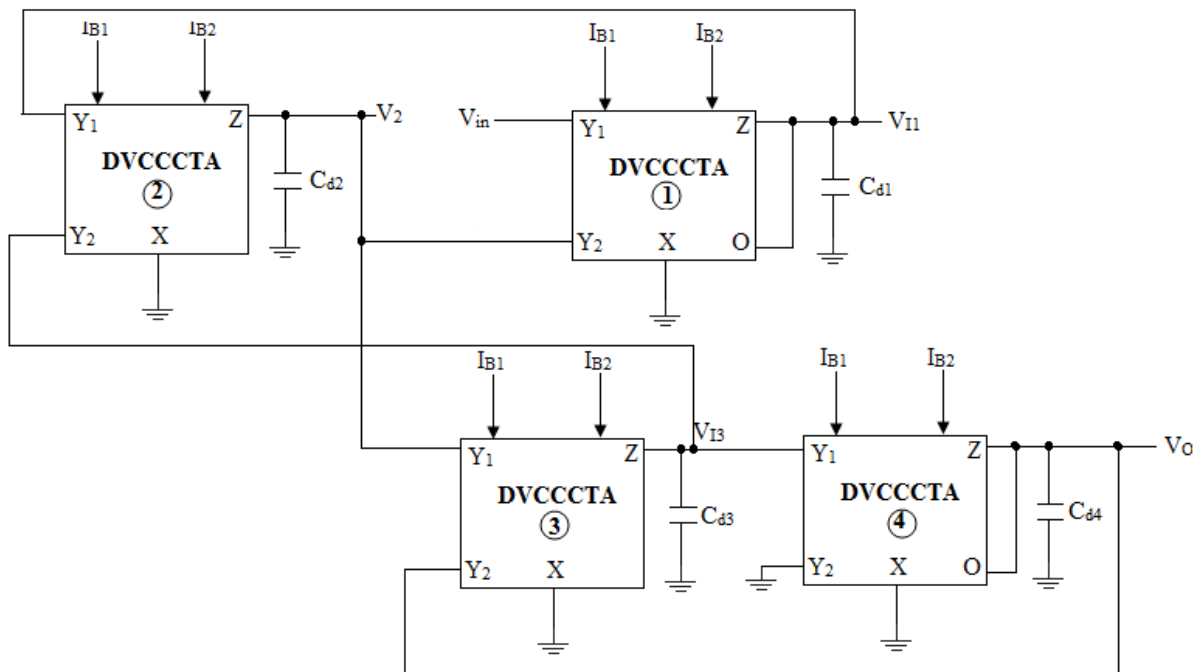 IB1 IB2
Y1 Z V2
DVCCCTA
2
Cd2
Y2 X
IB1 IB2
Vin Y1 Z VI1
DVCCCTA
1
Cd1
Y2 X O
IB1 IB2
VI3
Y1 Z
DVCCCTA
3
Cd3
Y2 X
IB1 IB2
Y1 Z VO
DVCCCTA
4
Cd4
Y2 X O